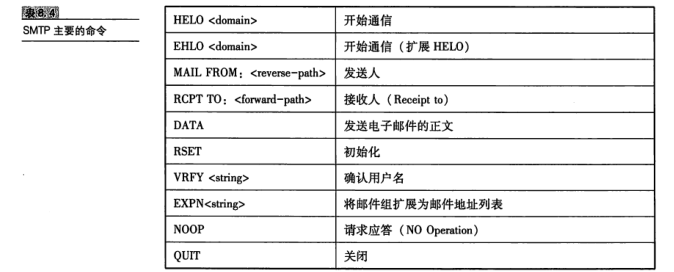 表8.4
SMTP 主要的命令
HELO <domain> 开始通信
EHLO <domain> 开始通信（扩展 HELO）
MAIL FROM：<reverse-path> 发送人
RCPT TO：<forward-path> 接收人（Receipt to）
DATA 发送电子邮件的正文
RSET 初始化
VRFY <string> 确认用户名
EXPN<string> 将邮件组扩展为邮件地址列表
NOOP 请求应答（NO Operation）
QUIT 关闭